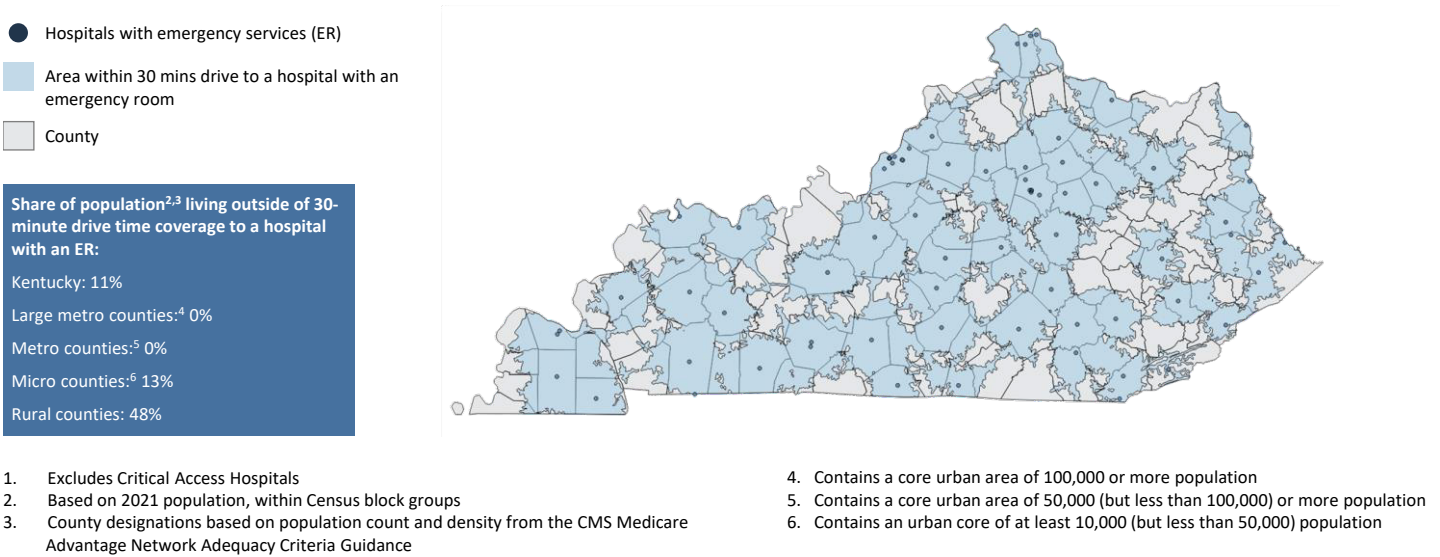 Hospitals with emergency services (ER)
Area within 30 mins drive to a hospital with an
emergency room
County
Share of population2,3 living outside of 30-
minute drive time coverage to a hospital
with an ER:
Kentucky: 11%
Large metro counties:4 0%
Metro counties:5 0%
Micro counties:6 13%
Rural counties: 48%
1. Excludes Critical Access Hospitals
2. Based on 2021 population, within Census block groups
3. County designations based on population count and density from the CMS Medicare
Advantage Network Adequacy Criteria Guidance
4. Contains a core urban area of 100,000 or more population
5. Contains a core urban area of 50,000 (but less than 100,000) or more population
6. Contains an urban core of at least 10,000 (but less than 50,000) population